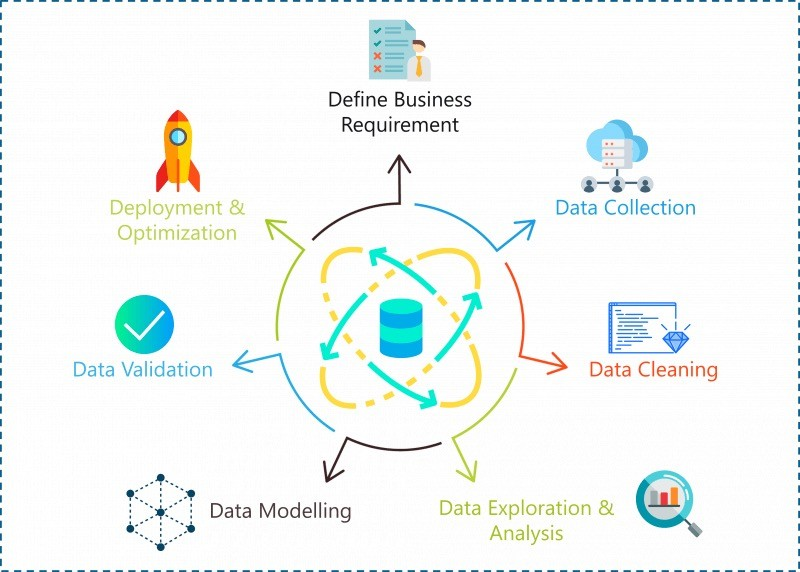 Define Business
Requirement
Data Collection
Data Cleaning
Data Exploration &
Analysis
Data Modelling
Data Validation
Deployment &
Optimization